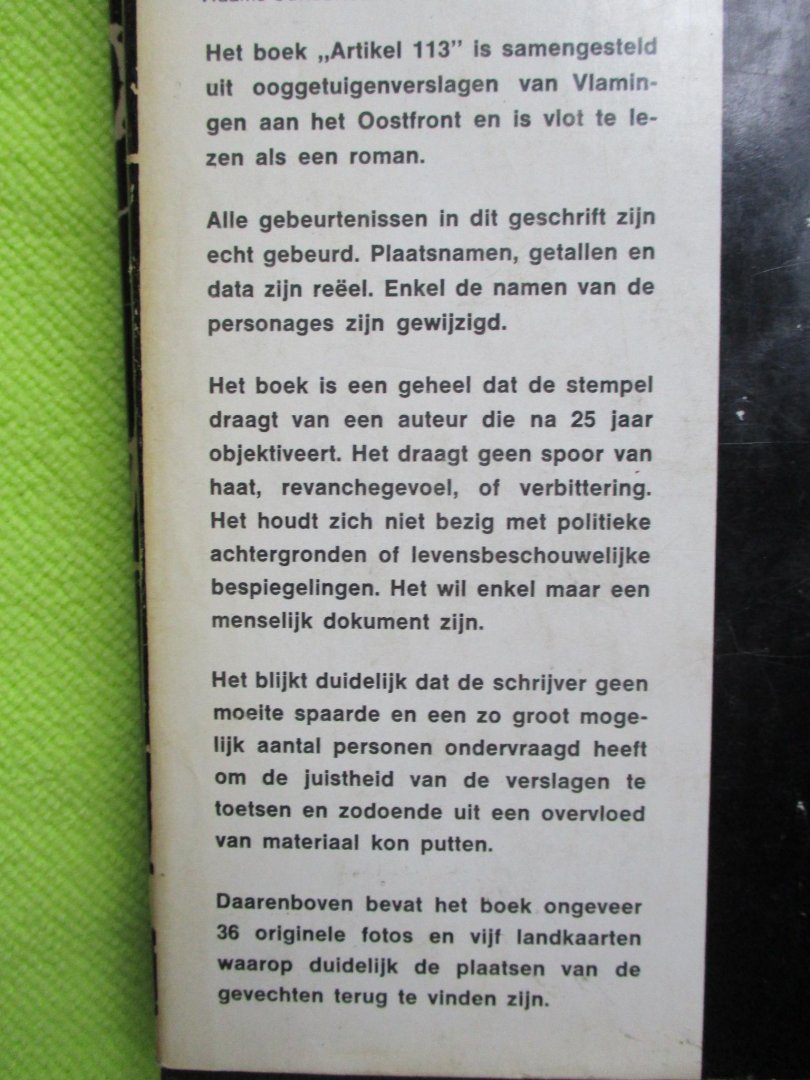 Het boek „Artikel 113” is samengesteld
uit ooggetuigenverslagen van Vlamin-
gen aan het Oostfront en is vlot te le-
zen als een roman.
Alle gebeurtenissen in dit geschrift zijn
echt gebeurd. Plaatsnamen, getallen en
data zijn reëel. Enkel de namen van de
personages zijn gewijzigd.
Het boek is een geheel dat de stempel
draagt van een auteur die na 25 jaar
objektiveert. Het draagt geen spoor van
haat, revanchegevoel, of verbittering.
Het houdt zich niet bezig met politieke
achtergronden of levensbeschouwelijke
bespiegelingen. Het wil enkel maar een
menselijk dokument zijn.
Het blijkt duidelijk dat de schrijver geen
moeite spaarde en een zo groot moge-
lijk aantal personen ondervraagd heeft
om de juistheid van de verslagen te
toetsen en zodoende uit een overvloed
van materiaal kon putten.
Daarenboven bevat het boek ongeveer
36 originele fotos en vijf landkaarten
waarop duidelijk de plaatsen van de
gevechten terug te vinden zijn.